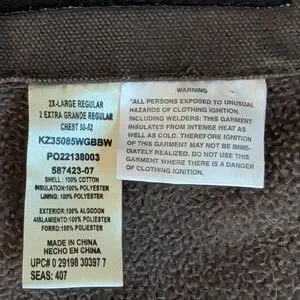 2X-LARGE REGULAR
2 EXTRA GRANDE REGULAR
CHEST 50-52
KZ35085WGBBW
PO22138003
587423-07
SHELL: 100% COTTON
INSULATION:100% POLYESTER
LINING: 100% POLYESTER
EXTERIOR:100% ALGODON
AISLAMIENTO:100% POLIESTER
FORRO:100% POLIESTER
MADE IN CHINA
HECHO EN CHINA
UPC# 0 29198 30397 7
SEAS: 407
WARNING
"ALL PERSONS EXPOSED TO UNUSUAL
HAZARDS OF CLOTHING IGNITION,
INCLUDING WELDERS: THIS GARMENT
INSULATES FROM INTENSE HEAT AS
WELL AS COLD. THEREFORE IGNITION
OF THIS GARMENT MAY NOT BE IMME-
DIATELY REALIZED. DO NOT USE THIS
GARMENT WHERE THERE IS A DANGER
OF CLOTHING IGNITION.